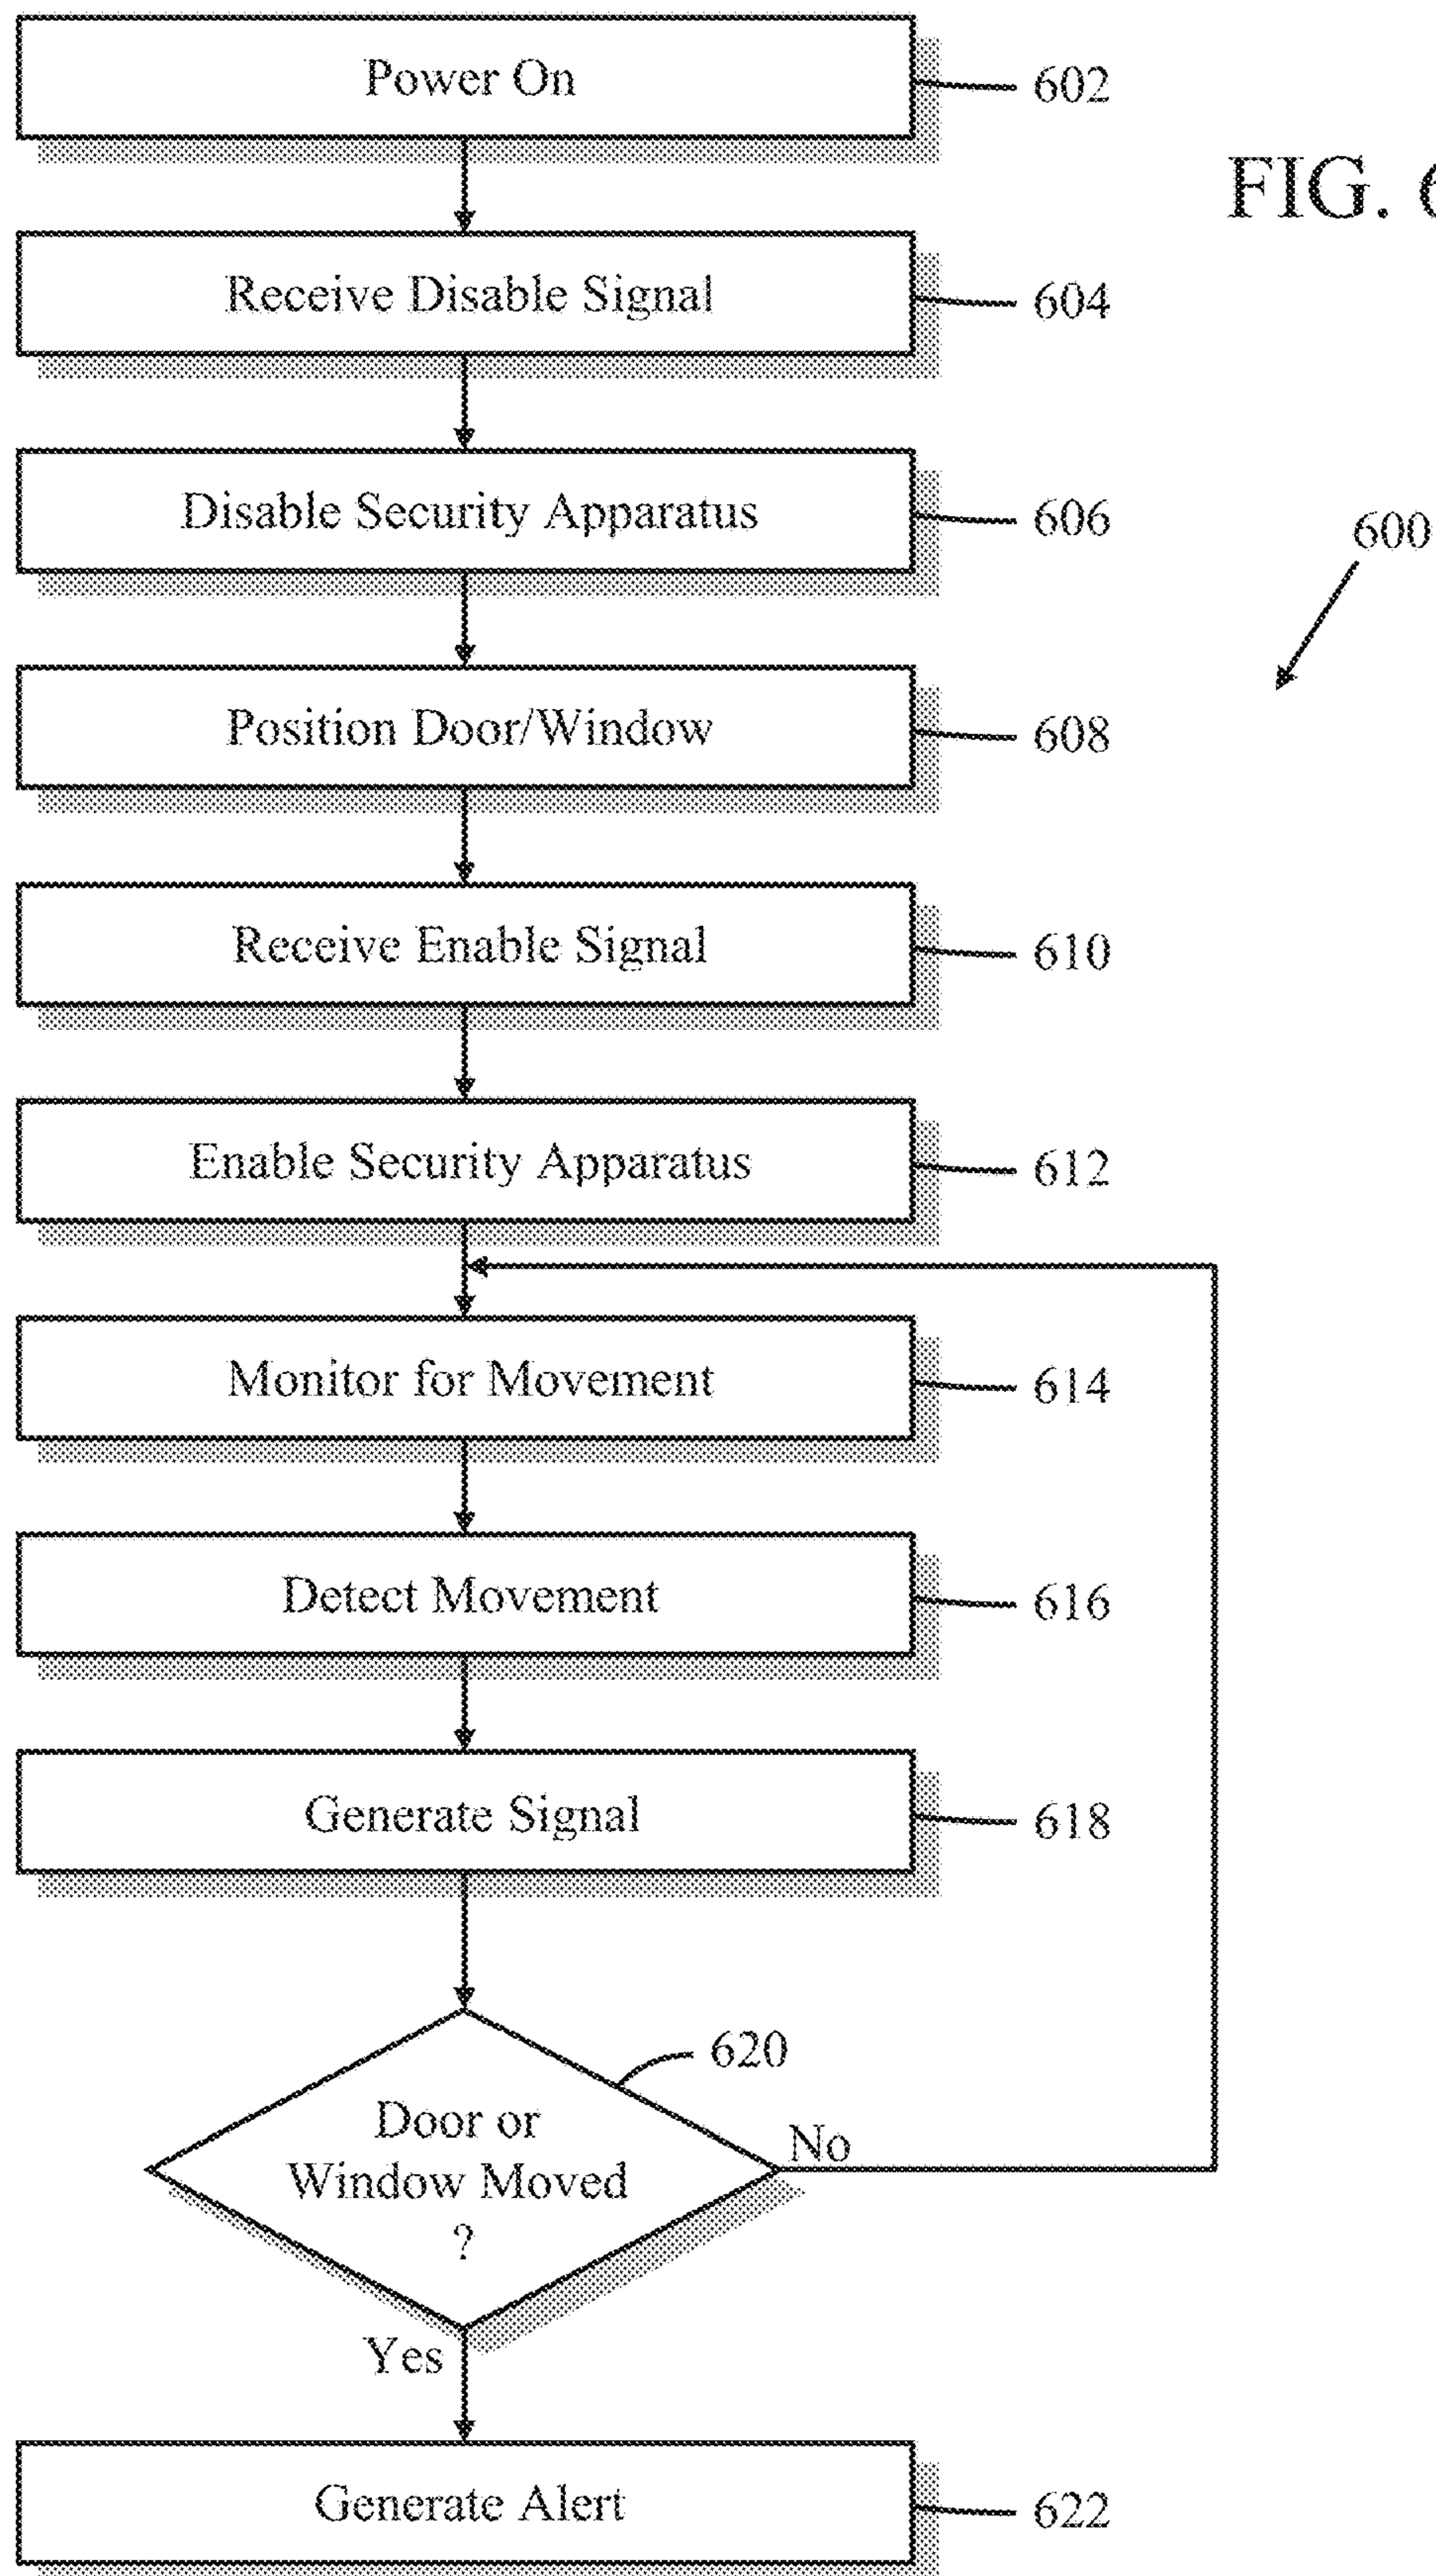 Power On
602
FIG. 6
Receive Disable Signal
604
Disable Security Apparatus
606
600
Position Door/Window
608
Receive Enable Signal
610
Enable Security Apparatus
612
Monitor for Movement
614
Detect Movement
616
Generate Signal
618
620
Door or
Window Moved
?
No
Yes
Generate Alert
622